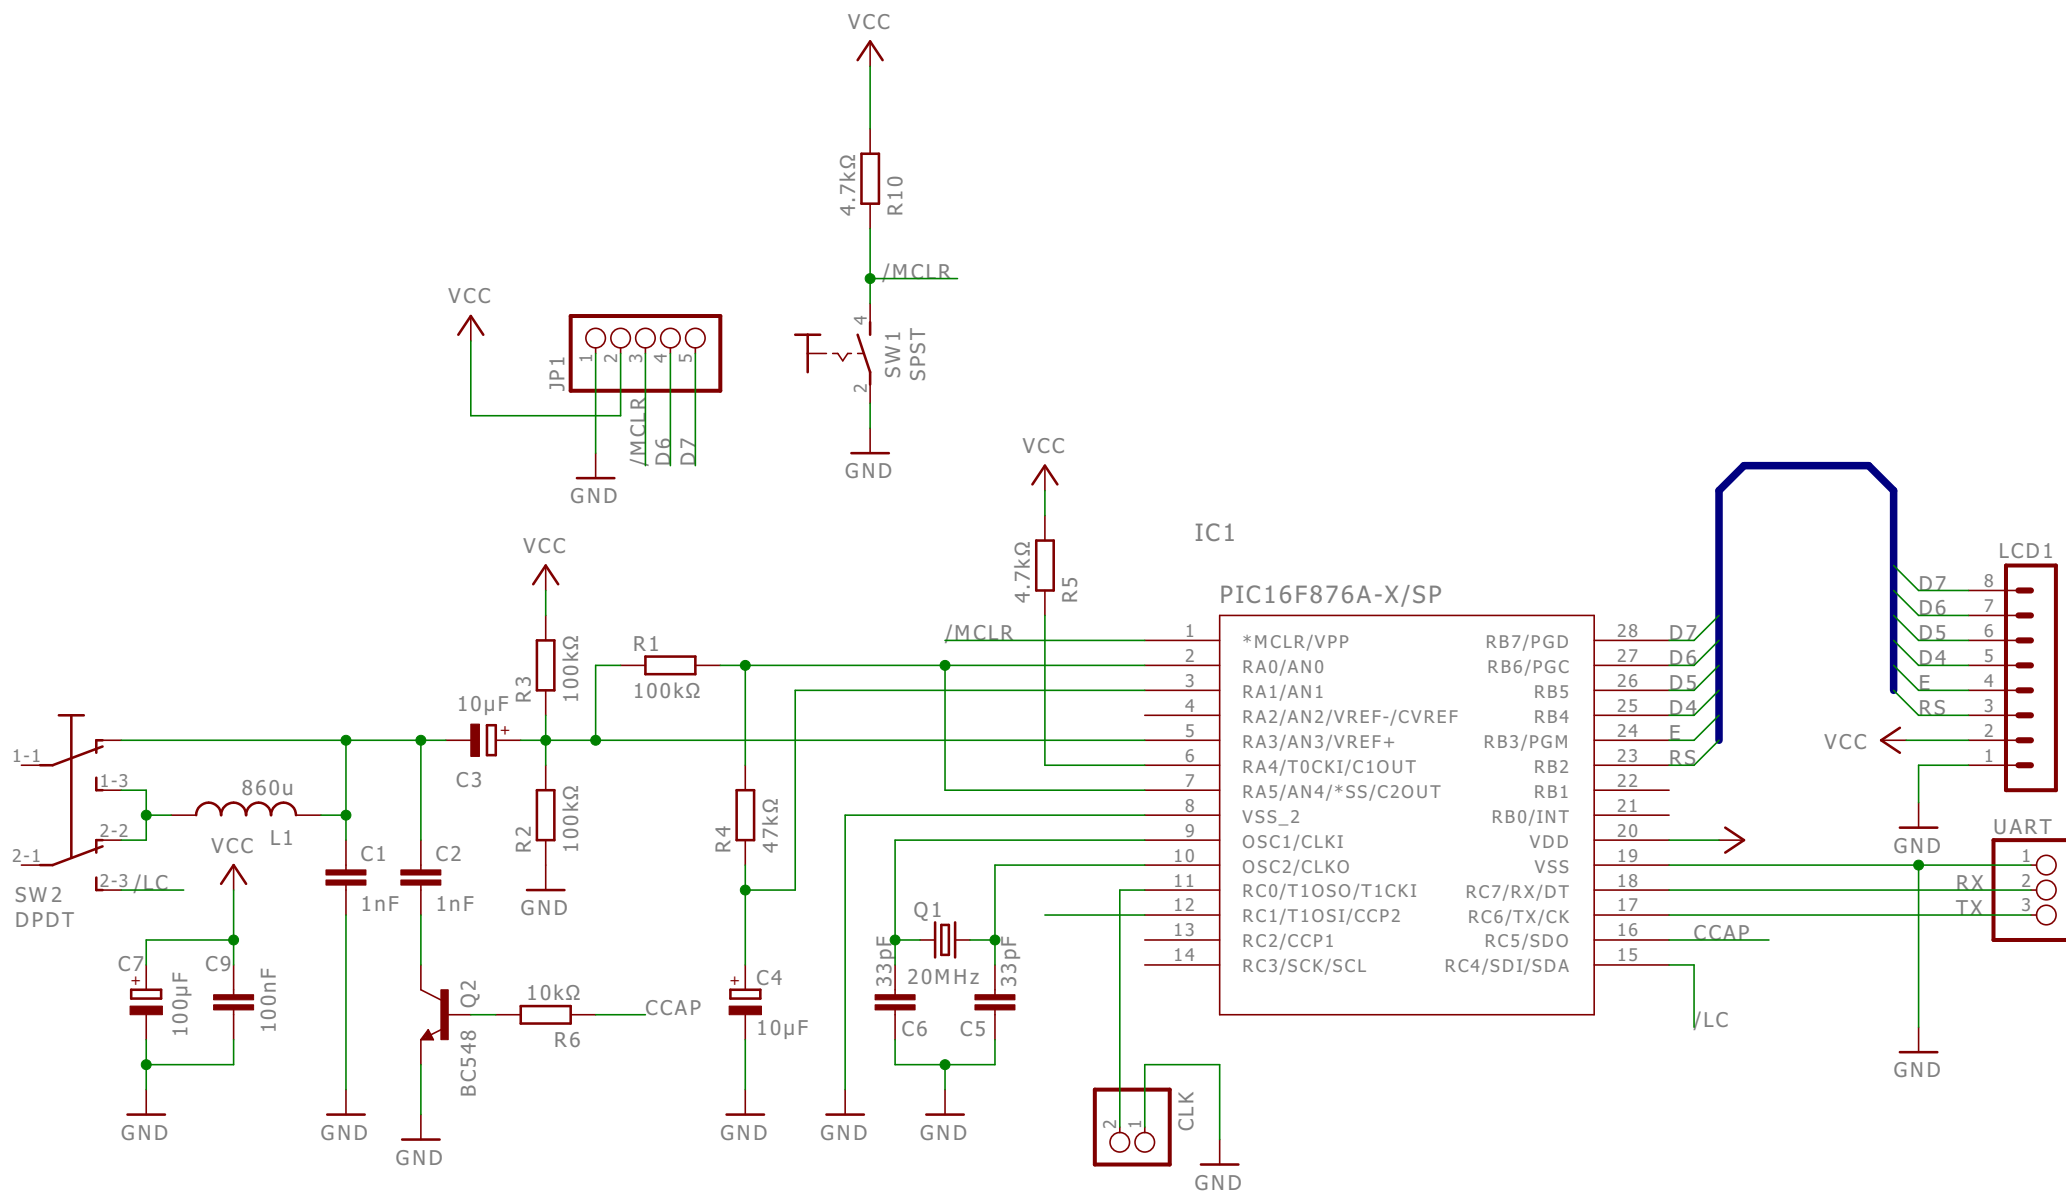 VCC
4.7kΩ
R10
/MCLR
4
SW1
SPST
2
GND
VCC
JP1
1
2
3
4
5
/MCLR
D6
D7
GND
VCC
4.7kΩ
R5
VCC
R3
100kΩ
R1
100kΩ
10µF
+
C3
R2
100kΩ
GND
1-1
1-3
2-2
2-1
2-3
/LC
SW2
DPDT
860u
L1
VCC
C7
+
100µF
C9
100nF
GND
C1
1nF
GND
C2
1nF
Q2
BC548
GND
10kΩ
R6
CCAP
R4
47kΩ
+
C4
10µF
GND
GND
Q1
20MHz
33pF
C6
33pF
C5
GND
2
1
CLK
GND
IC1
PIC16F876A-X/SP
/MCLR
1 *MCLR/VPP
2 RA0/AN0
3 RA1/AN1
4 RA2/AN2/VREF-/CVREF
5 RA3/AN3/VREF+
6 RA4/T0CKI/C1OUT
7 RA5/AN4/*SS/C2OUT
8 VSS_2
9 OSC1/CLKI
10 OSC2/CLKO
11 RC0/T1OSO/T1CKI
12 RC1/T1OSI/CCP2
13 RC2/CCP1
14 RC3/SCK/SCL
RB7/PGD 28 D7
RB6/PGC 27 D6
RB5 26 D5
RB4 25 D4
RB3/PGM 24 E
RB2 23 RS
RB1 22
RB0/INT 21
VDD 20
VSS 19
RC7/RX/DT 18
RC6/TX/CK 17
RC5/SDO 16 CCAP
RC4/SDI/SDA 15
/LC
LCD1
D7 8
D6 7
D5 6
D4 5
E 4
RS 3
VCC 2
1
GND
UART
1
RX 2
TX 3
GND